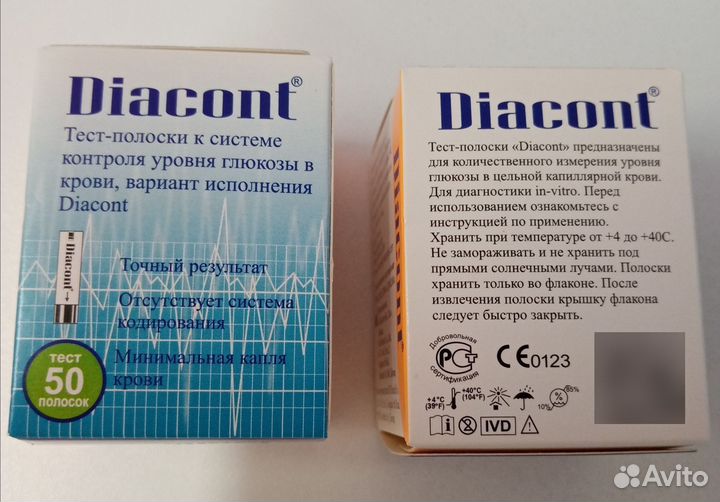 Diacont®
Тест-полоски к системе
контроля уровня глюкозы в
крови, вариант исполнения
Diacont
Diacont
Точный результат
Отсутствует система
кодирования
Минимальная капля
крови
тест
50
полосок
Diacont®
Тест-полоски «Diacont» предназначены
для количественного измерения уровня
глюкозы в цельной капиллярной крови.
Для диагностики in-vitro. Перед
использованием ознакомьтесь с
инструкцией по применению.
Хранить при температуре от +4 до +40С.
Не замораживать и не хранить под
прямыми солнечными лучами. Полоски
хранить только во флаконе. После
извлечения полоски крышку флакона
следует быстро закрыть.
Добровольная
РСТ
сертификация
CE0123
+4°C
(39°F)
+40°C
(104°F)
10%
%
85%
i
2
IVD
Avito